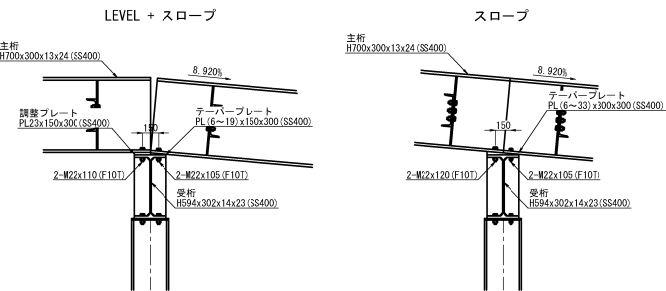 LEVEL + スロープ
主桁
H700x300x13x24(SS400)
8.920%
調整プレート
PL23x150x300(SS400)
150
テーパープレート
PL(6～19)x150x300(SS400)
2-M22x110(F10T)
2-M22x105(F10T)
受桁
H594x302x14x23(SS400)
スロープ
主桁
H700x300x13x24(SS400)
8.920%
テーパープレート
PL(6～33)x300x300(SS400)
150
2-M22x120(F10T)
2-M22x105(F10T)
受桁
H594x302x14x23(SS400)